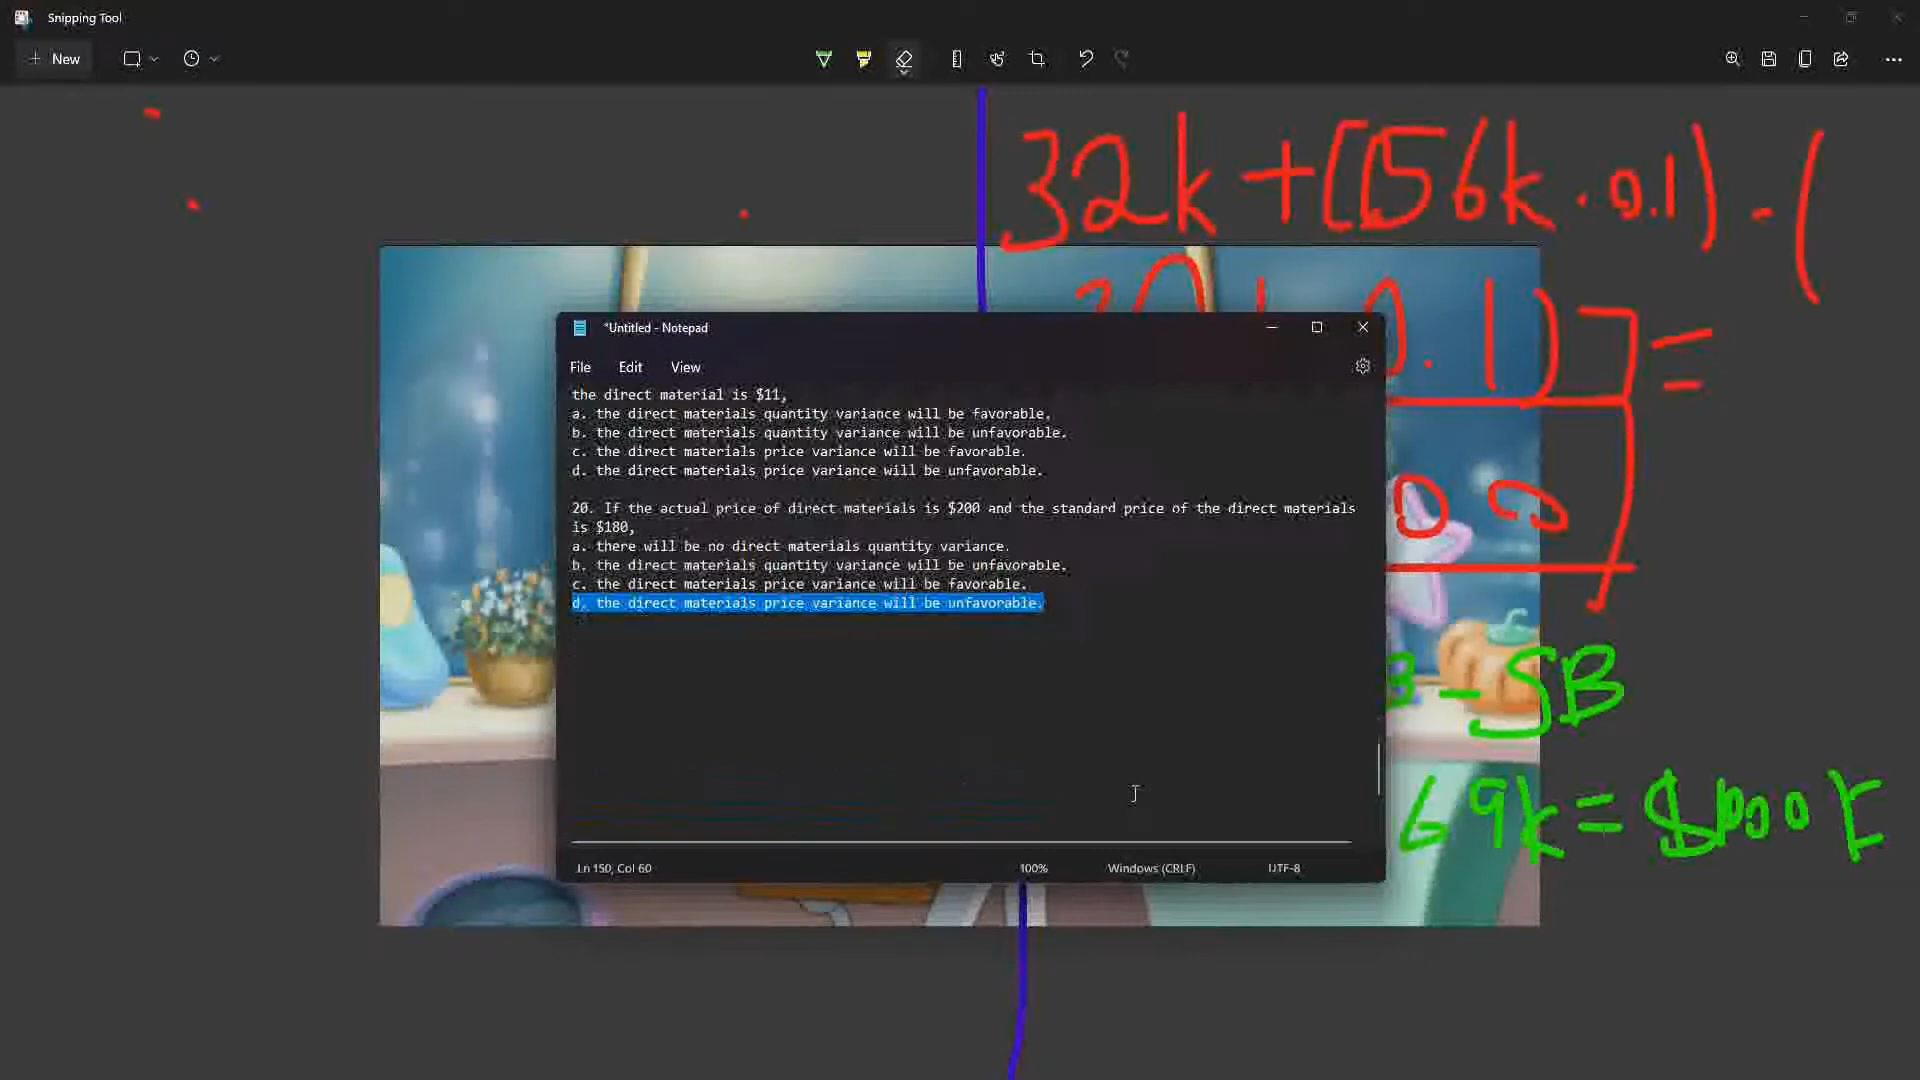 Snipping Tool
New
32k + [(56k · 0.1) - (
0.1)] =
*Untitled - Notepad
File Edit View
the direct material is $11,
a. the direct materials quantity variance will be favorable.
b. the direct materials quantity variance will be unfavorable.
c. the direct materials price variance will be favorable.
d. the direct materials price variance will be unfavorable.
20. If the actual price of direct materials is $200 and the standard price of the direct materials
is $180,
a. there will be no direct materials quantity variance.
b. the direct materials quantity variance will be unfavorable.
c. the direct materials price variance will be favorable.
d. the direct materials price variance will be unfavorable.
- SB
69k =
Ln 150, Col 60
100%
Windows (CRLF)
UTF-8